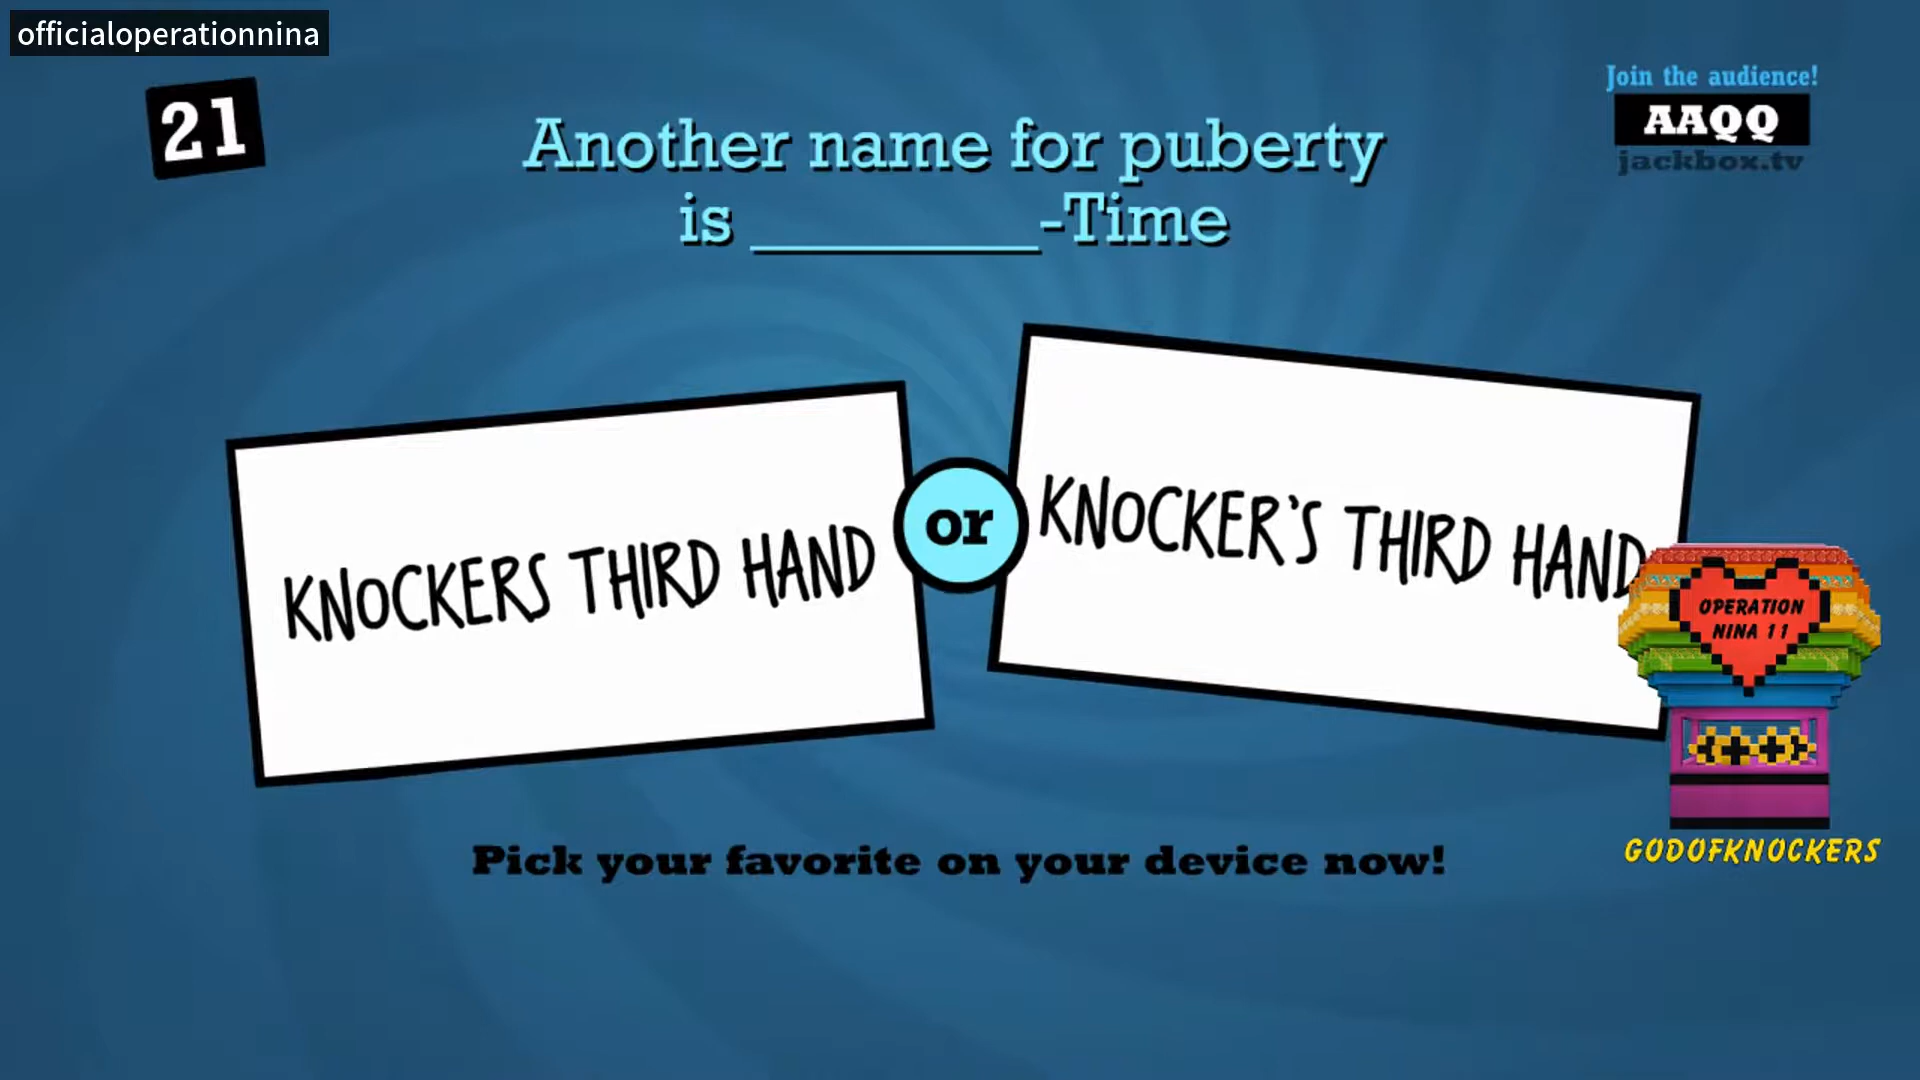 officialoperationnina
21
Join the audience!
AAQQ
jackbox.tv
Another name for puberty
is ________-Time
KNOCKERS THIRD HAND
or
KNOCKER'S THIRD HAND
OPERATION
NINA 11
GODOFKNOCKERS
Pick your favorite on your device now!